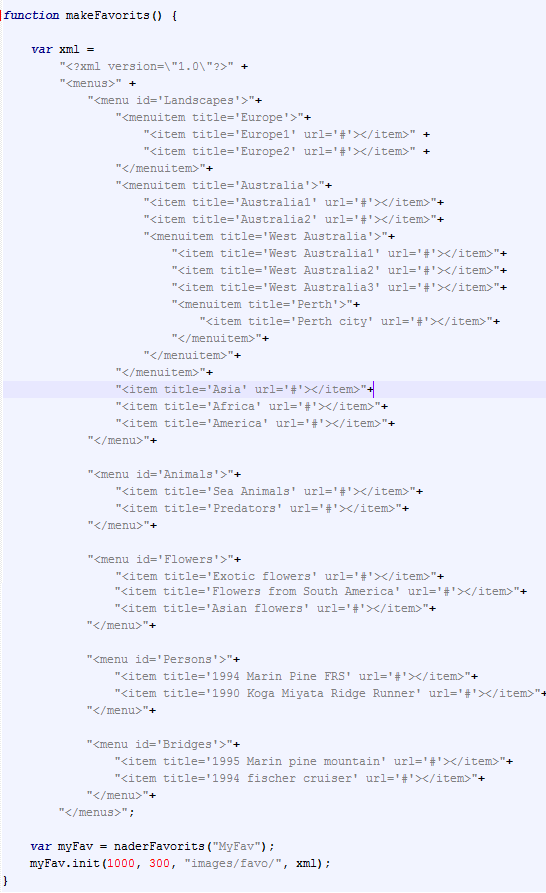 function makeFavorits() {
var xml =
"<?xml version=\"1.0\"?>" +
"<menus>" +
"<menu id='Landscapes'>"+
"<menuitem title='Europe'>"+
"<item title='Europe1' url='#'></item>" +
"<item title='Europe2' url='#'></item>" +
"</menuitem>"+
"<menuitem title='Australia'>"+
"<item title='Australia1' url='#'></item>"+
"<item title='Australia2' url='#'></item>"+
"<menuitem title='West Australia'>"+
"<item title='West Australia1' url='#'></item>"+
"<item title='West Australia2' url='#'></item>"+
"<item title='West Australia3' url='#'></item>"+
"<menuitem title='Perth'>"+
"<item title='Perth city' url='#'></item>"+
"</menuitem>"+
"</menuitem>"+
"</menuitem>"+
"<item title='Asia' url='#'></item>"+
"<item title='Africa' url='#'></item>"+
"<item title='America' url='#'></item>"+
"</menu>"+
"<menu id='Animals'>"+
"<item title='Sea Animals' url='#'></item>"+
"<item title='Predators' url='#'></item>"+
"</menu>"+
"<menu id='Flowers'>"+
"<item title='Exotic flowers' url='#'></item>"+
"<item title='Flowers from South America' url='#'></item>"+
"<item title='Asian flowers' url='#'></item>"+
"</menu>"+
"<menu id='Persons'>"+
"<item title='1994 Marin Pine FRS' url='#'></item>"+
"<item title='1990 Koga Miyata Ridge Runner' url='#'></item>"+
"</menu>"+
"<menu id='Bridges'>"+
"<item title='1995 Marin pine mountain' url='#'></item>"+
"<item title='1994 fischer cruiser' url='#'></item>"+
"</menu>"+
"</menus>";
var myFav = naderFavorits("MyFav");
myFav.init(1000, 300, "images/favo/", xml);
}